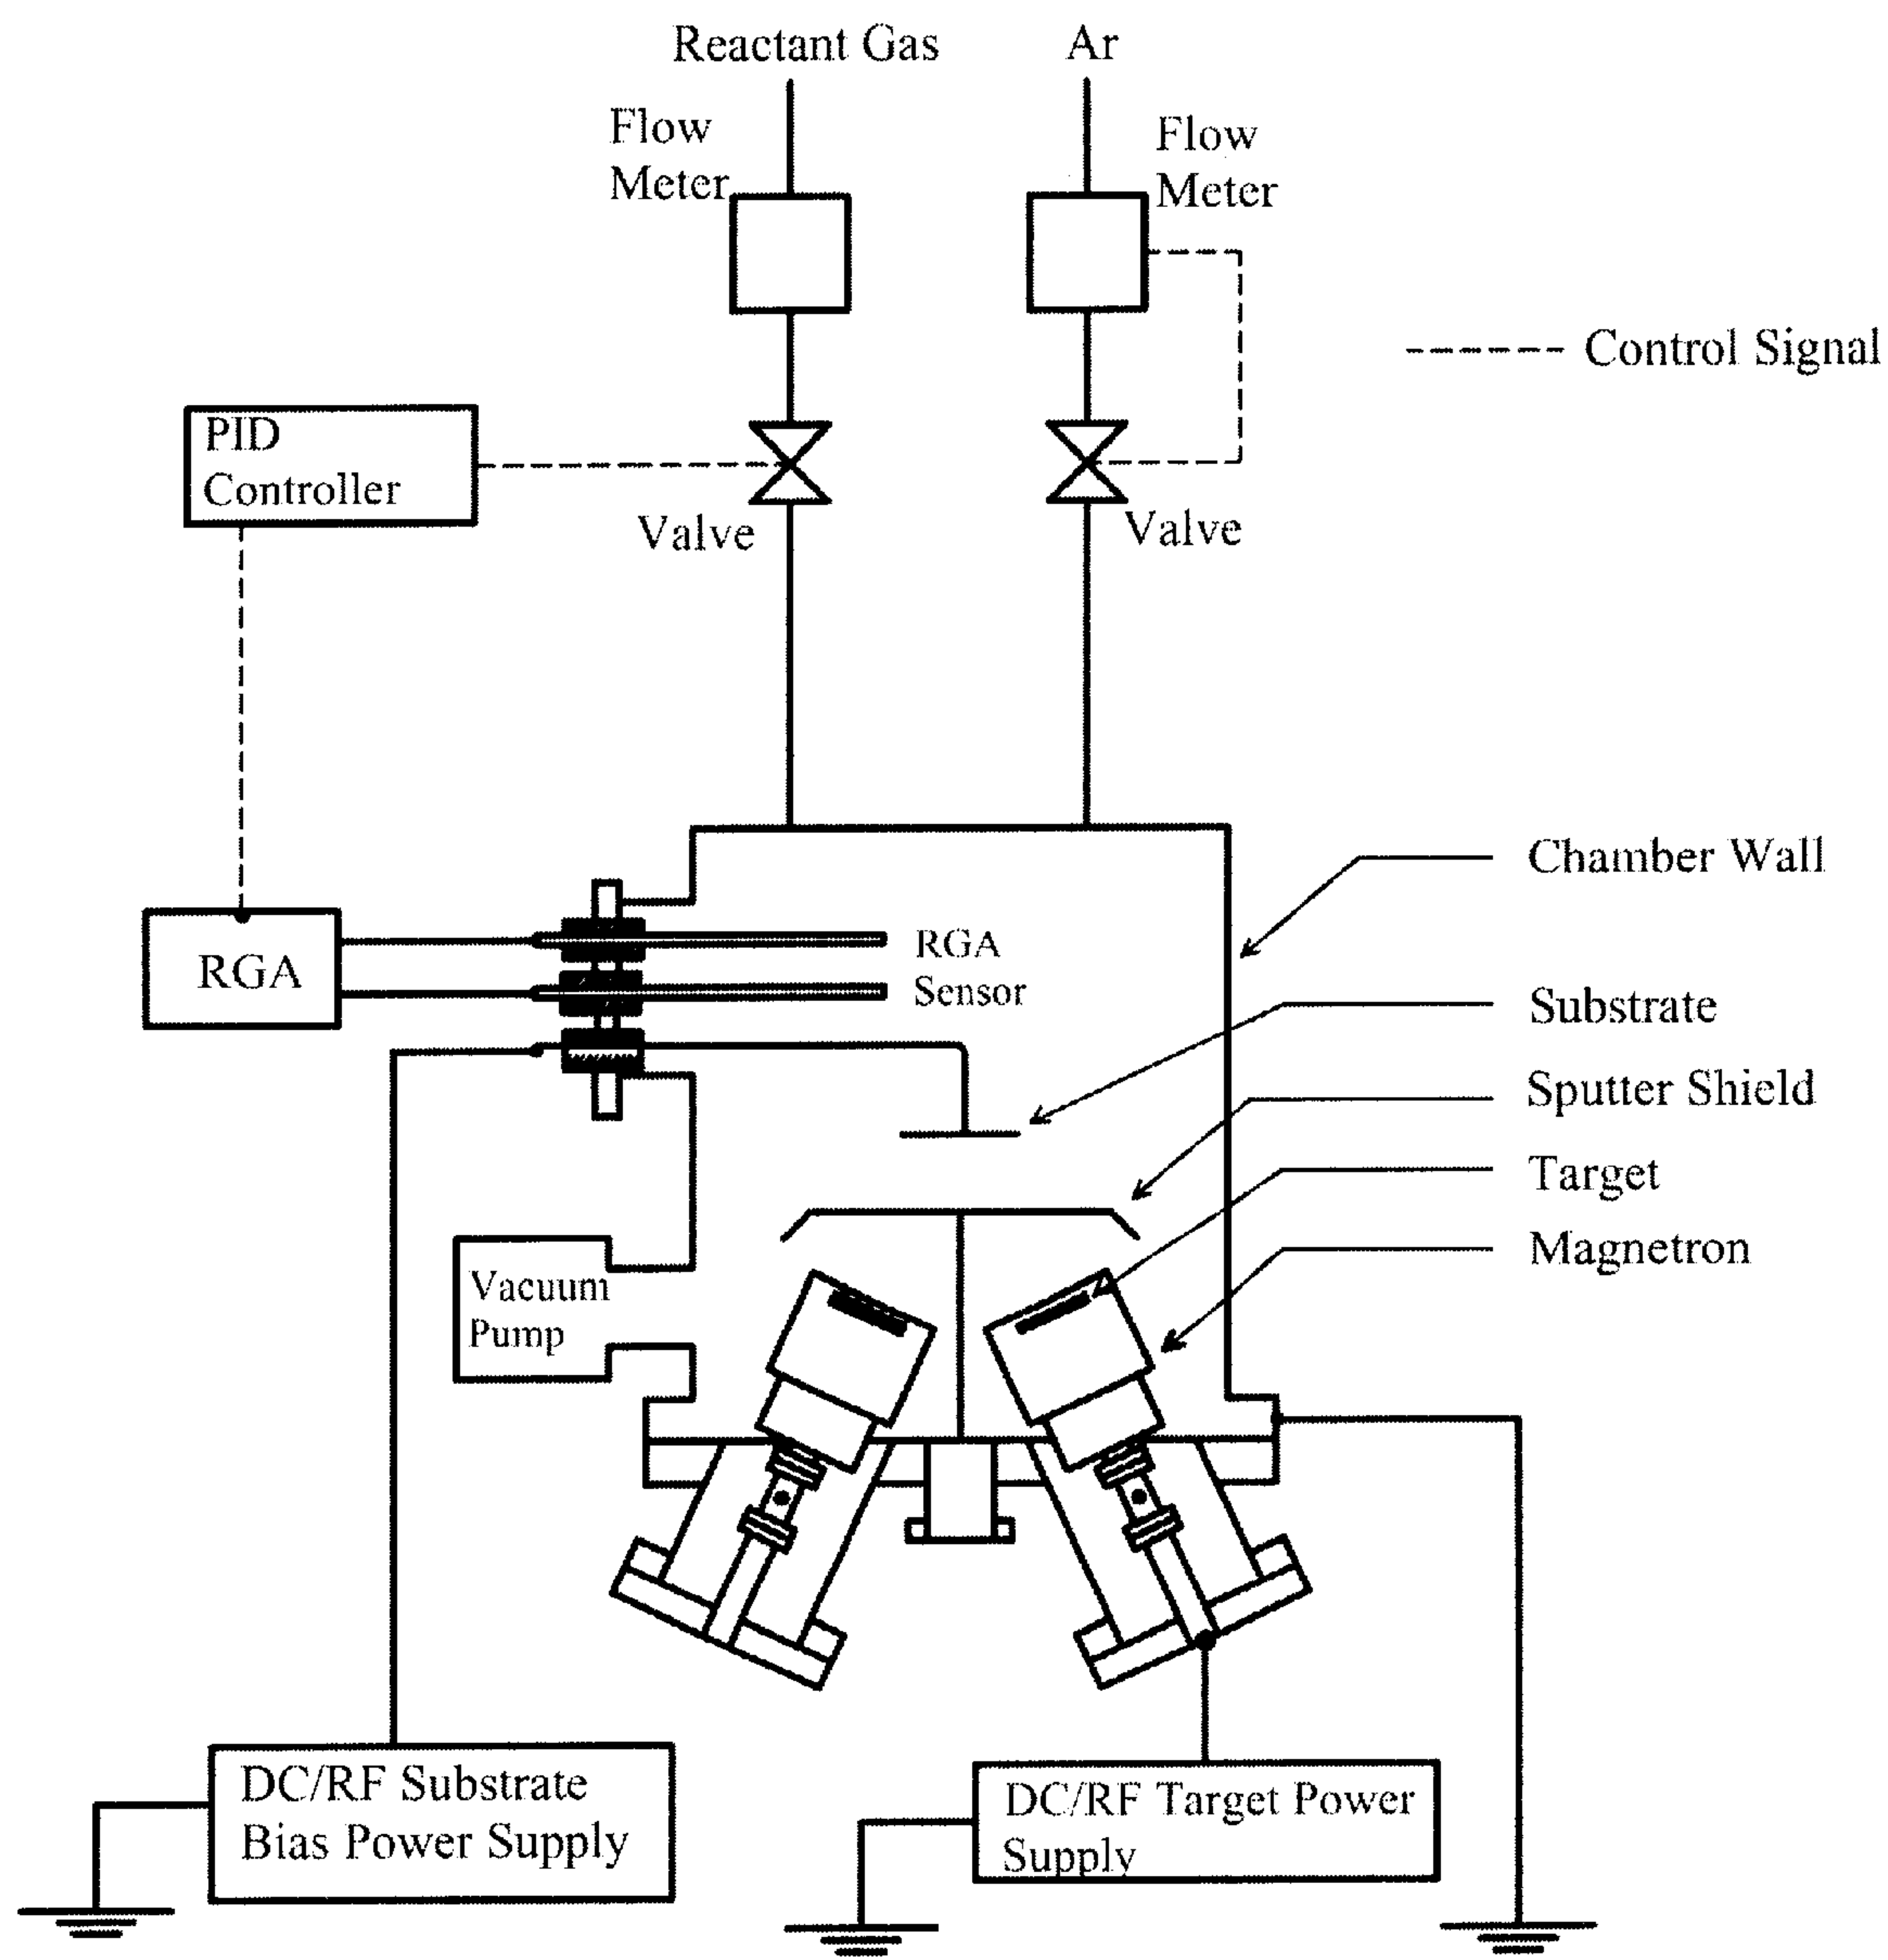 Reactant Gas
Ar
Flow
Meter
Flow
Meter
Control Signal
PID
Controller
Valve
Valve
Chamber Wall
RGA
RGA
Sensor
Substrate
Sputter Shield
Target
Magnetron
Vacuum
Pump
DC/RF Substrate
Bias Power Supply
DC/RF Target Power
Supply